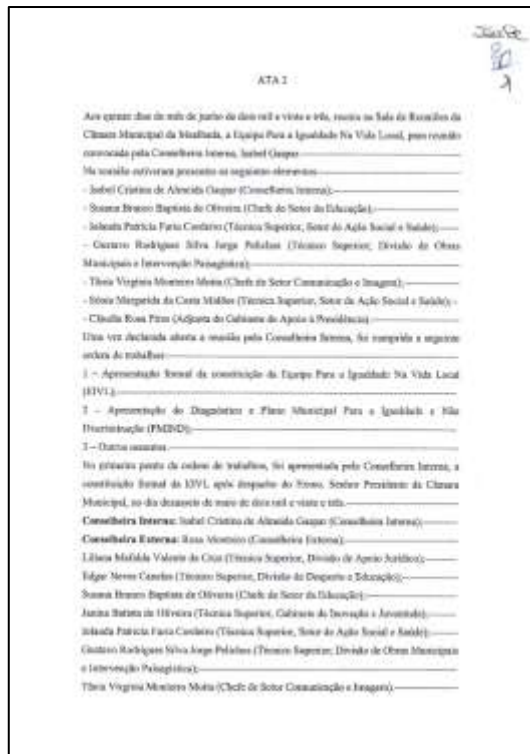 ATA 2
Aos quinze dias do mês de junho de dois mil e vinte e três, reuniu na Sala de Reuniões da
Câmara Municipal da Mealhada, a Equipa Para a Igualdade Na Vida Local, para reunião
convocada pela Conselheira Interna, Isabel Gaspar.
Na reunião estiveram presentes os seguintes elementos:
- Isabel Cristina de Almeida Gaspar (Conselheira Interna);
- Susana Branco Baptista de Oliveira (Chefe de Setor da Educação);
- Iolanda Patrícia Faria Cordeiro (Técnica Superior, Setor de Ação Social e Saúde);
- Gustavo Rodrigues Silva Jorge (Técnico Superior, Divisão de Obras
Municipais e Intervenção Paisagística);
- Virgínia Monteiro Motta (Chefe de Setor Comunicação e Imagem);
- Sónia Margarida da Costa (Técnica Superior, Setor de Ação Social e Saúde);
- Cláudia Rosa Pires (Adjunta do Gabinete de Apoio à Presidência).
Uma vez declarada aberta a reunião pela Conselheira Interna, foi cumprida a seguinte
ordem de trabalhos:
1 – Apresentação formal da constituição da Equipa Para a Igualdade Na Vida Local
(EIVL);
2 – Apresentação do Diagnóstico e Plano Municipal Para a Igualdade e Não
Discriminação (PMIND);
3 – Outros assuntos.
No primeiro ponto da ordem de trabalhos, foi apresentada pela Conselheira Interna, a
constituição formal da EIVL após despacho do Exmo. Senhor Presidente da Câmara
Municipal, no dia dezasseis de maio de dois mil e vinte e três.
Conselheira Interna: Isabel Cristina de Almeida Gaspar (Conselheira Interna);
Conselheira Externa: Rosa Monteiro (Conselheira Externa);
Liliana Mafalda Valente da Cruz (Técnica Superior, Divisão de Apoio Jurídico);
Edgar Neves Canelas (Técnico Superior, Divisão de Desporto e Educação);
Susana Branco Baptista de Oliveira (Chefe de Setor da Educação);
Janine Batista de Oliveira (Técnica Superior, Gabinete de Inovação e Juventude);
Iolanda Patrícia Faria Cordeiro (Técnica Superior, Setor de Ação Social e Saúde);
Gustavo Rodrigues Silva Jorge (Técnico Superior, Divisão de Obras Municipais
e Intervenção Paisagística);
Virgínia Monteiro Motta (Chefe de Setor Comunicação e Imagem).